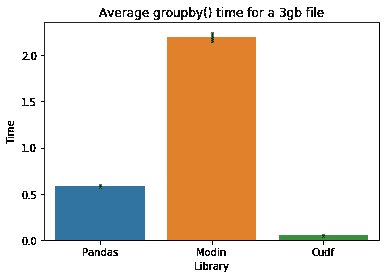 Average groupby() time for a 3gb file
2.0
1.5
1.0
0.5
0.0
Time
Pandas Modin Cudf
Library